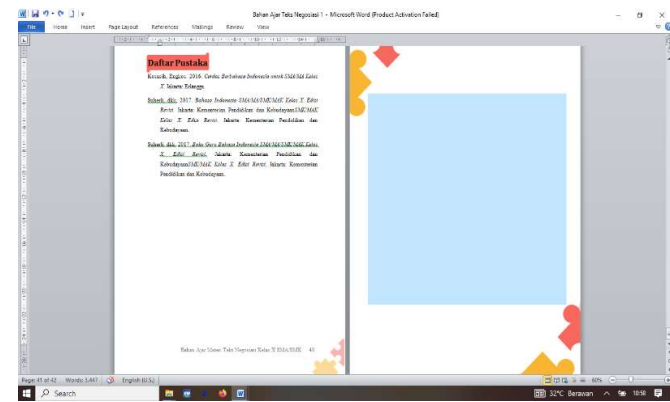 Bahan Ajar Teks Negosiasi 1 - Microsoft Word (Product Activation Failed)
File Home Insert Page Layout References Mailings Review View
Daftar Pustaka
Kosasih, Engkos. 2016. Cerdas Berbahasa Indonesia untuk SMA/MA Kelas
X. Jakarta: Erlangga.
Suherli, dkk. 2017. Bahasa Indonesia SMA/MA/SMK/MAK Kelas X. Edisi
Revisi. Jakarta: Kementerian Pendidikan dan Kebudayaan SMK/MAK
Kelas X. Edisi Revisi. Jakarta: Kementerian Pendidikan dan
Kebudayaan.
Suherli, dkk. 2017. Buku Guru Bahasa Indonesia SMA/MA/SMK/MAK Kelas
X. Edisi Revisi. Jakarta: Kementerian Pendidikan dan
Kebudayaan SMK/MAK Kelas X. Edisi Revisi. Jakarta: Kementerian
Pendidikan dan Kebudayaan.
Bahan Ajar Materi Teks Negosiasi Kelas X SMA/SMK
Page: 41 of 42 Words: 5.447 English (U.S.) 60%
Search 32°C Berawan 10:50